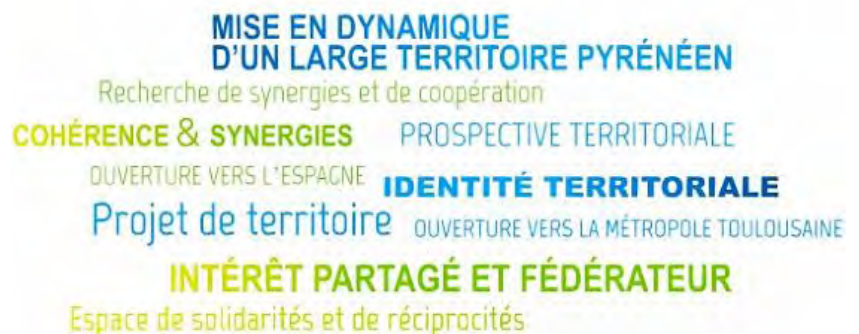 MISE EN DYNAMIQUE
D'UN LARGE TERRITOIRE PYRÉNÉEN
Recherche de synergies et de coopération
COHÉRENCE & SYNERGIES PROSPECTIVE TERRITORIALE
OUVERTURE VERS L'ESPAGNE IDENTITÉ TERRITORIALE
Projet de territoire OUVERTURE VERS LA MÉTROPOLE TOULOUSAINE
INTÉRÊT PARTAGÉ ET FÉDÉRATEUR
Espace de solidarités et de réciprocités